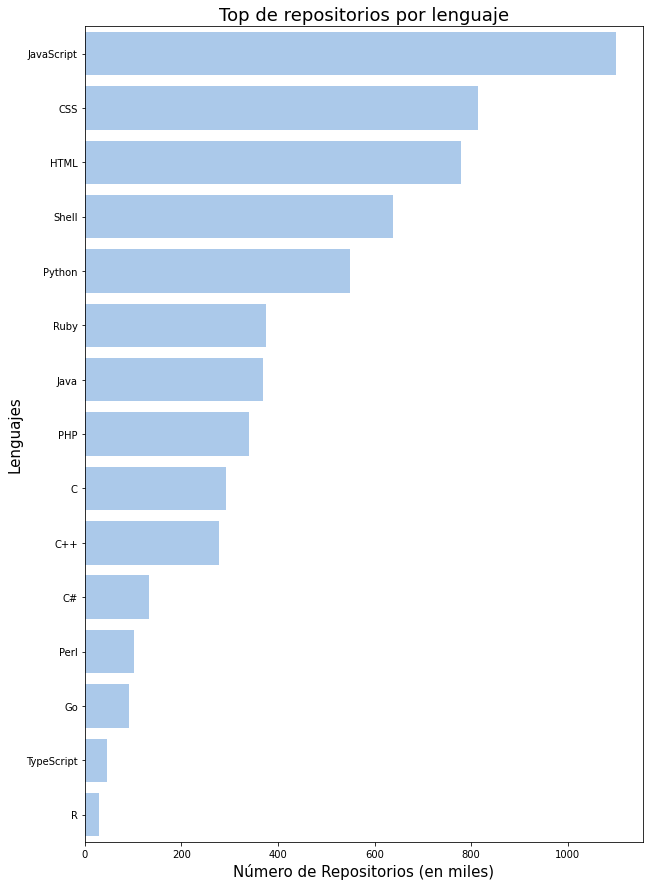 Top de repositorios por lenguaje
Lenguajes
JavaScript
CSS
HTML
Shell
Python
Ruby
Java
PHP
C
C++
C#
Perl
Go
TypeScript
R
0 200 400 600 800 1000
Número de Repositorios (en miles)